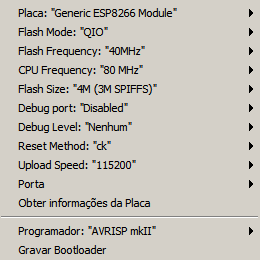 Placa: "Generic ESP8266 Module"
Flash Mode: "QIO"
Flash Frequency: "40MHz"
CPU Frequency: "80 MHz"
Flash Size: "4M (3M SPIFFS)"
Debug port: "Disabled"
Debug Level: "Nenhum"
Reset Method: "ck"
Upload Speed: "115200"
Porta
Obter informações da Placa
Programador: "AVRISP mkII"
Gravar Bootloader